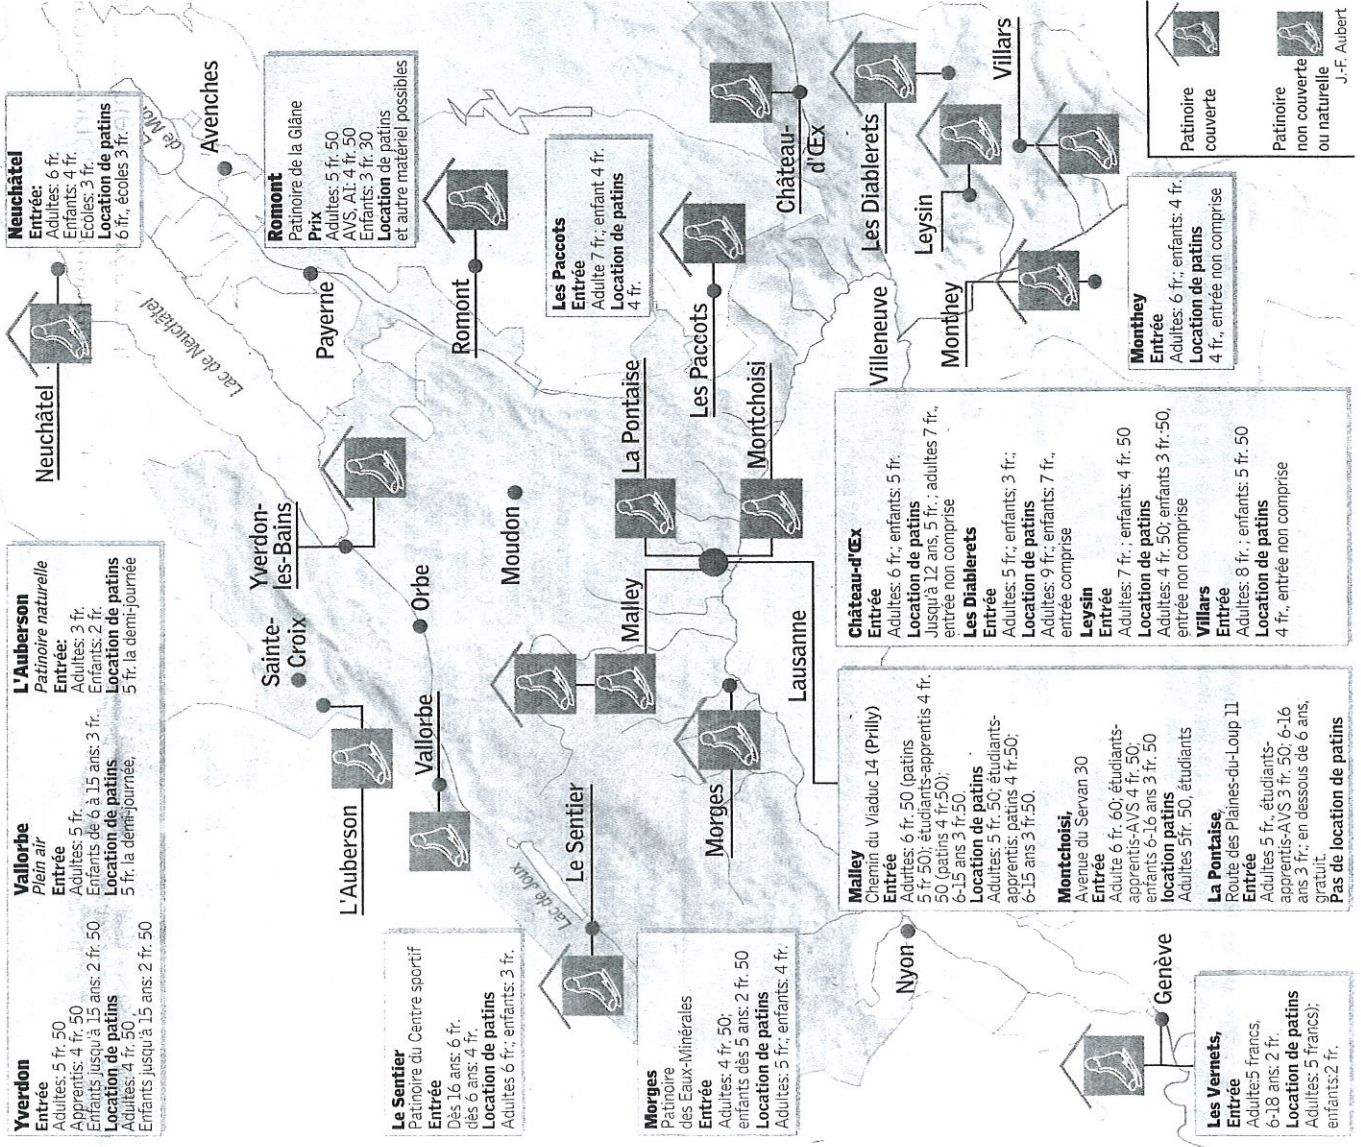 Yverdon
Entrée
Adultes: 5 fr. 50
Apprentis: 4 fr. 50
Enfants jusqu'à 15 ans: 2 fr. 50
Location de patins
Adultes: 4 fr. 50
Enfants jusqu'à 15 ans: 2 fr. 50
Vallorbe
Plein air
Entrée
Adultes: 5 fr.
Enfants de 6 à 15 ans: 3 fr.
Location de patins
5 fr. la demi-journée,
L'Auberson
Patinoire naturelle
Entrée:
Adultes: 3 fr.
Enfants: 2 fr.
Location de patins
5 fr. la demi-journée
Neuchâtel
Neuchâtel
Entrée:
Adultes: 6 fr.
Enfants: 4 fr.
Ecoles: 3 fr.
Location de patins
6 fr., écoles 3 fr.
Lac de Neuchâtel
Avenches
Payerne
Romont
Patinoire de la Glâne
Prix
Adultes: 5 fr. 50
AVS, A.I: 4 fr. 50
Enfants: 3 fr. 30
Location de patins
et autre matériel possibles
Romont
Yverdon-
les-Bains
Sainte-
Croix
Orbe
Moudon
L'Auberson
Vallorbe
Lac de Joux
Le Sentier
Le Sentier
Patinoire du Centre sportif
Entrée
Dès 16 ans: 6 fr.
dès 6 ans: 4 fr.
Location de patins
Adultes 6 fr.; enfants: 3 fr.
Les Paccots
Entrée
Adulte 7 fr.; enfant 4 fr.
Location de patins
4 fr.
Les Paccots
La Pontaise
Montchoisi
Malley
Lausanne
Morges
Morges
Patinoire
des Eaux-Minérales
Entrée
Adultes: 4 fr. 50;
enfants dès 5 ans: 2 fr. 50
Location de patins
Adultes: 5 fr.; enfants: 4 fr.
Château-
d'Œx
Les Diablerets
Leysin
Villars
Villeneuve
Monthey
Malley
Chemin du Viaduc 14 (Prilly)
Entrée
Adultes: 6 fr. 50 (patins
5 fr 50); étudiants-apprentis 4 fr.
50 (patins 4 fr.50);
6-15 ans 3 fr.50.
Location de patins
Adultes: 5 fr. 50; étudiants-
apprentis: patins 4 fr.50;
6-15 ans 3 fr.50.
Montchoisi,
Avenue du Servan 30
Entrée
Adulte 6 fr. 60; étudiants-
apprentis-AVS 4 fr. 50;
enfants 6-16 ans 3 fr. 50
location patins
Adultes 5fr. 50, étudiants
La Pontaise,
Route des Plaines-du-Loup 11
Entrée
Adultes 5 fr., étudiants-
apprentis-AVS 3 fr. 50; 6-16
ans 3 fr.; en dessous de 6 ans,
gratuit.
Pas de location de patins
Château-d'Œx
Entrée
Adultes: 6 fr.; enfants: 5 fr.
Location de patins
Jusqu'à 12 ans, 5 fr. ; adultes 7 fr.,
entrée non comprise
Les Diablerets
Entrée
Adultes: 5 fr.; enfants; 3 fr.;
Location de patins
Adultes: 9 fr.; enfants: 7 fr.,
entrée comprise
Leysin
Entrée
Adultes: 7 fr. ; enfants: 4 fr. 50
Location de patins
Adultes: 4 fr. 50; enfants 3 fr. 50,
entrée non comprise
Villars
Entrée
Adultes: 8 fr. ; enfants: 5 fr. 50
Location de patins
4 fr., entrée non comprise
Monthey
Entrée
Adultes: 6 fr.; enfants: 4 fr.
Location de patins
4 fr., entrée non comprise
Nyon
Genève
Les Vernets,
Entrée
Adulte:5 francs,
6-18 ans: 2 fr.
Location de patins
Adultes: 5 francs);
enfants:2 fr.
Patinoire
couverte
Patinoire
non couverte
ou naturelle
J.-F. Aubert